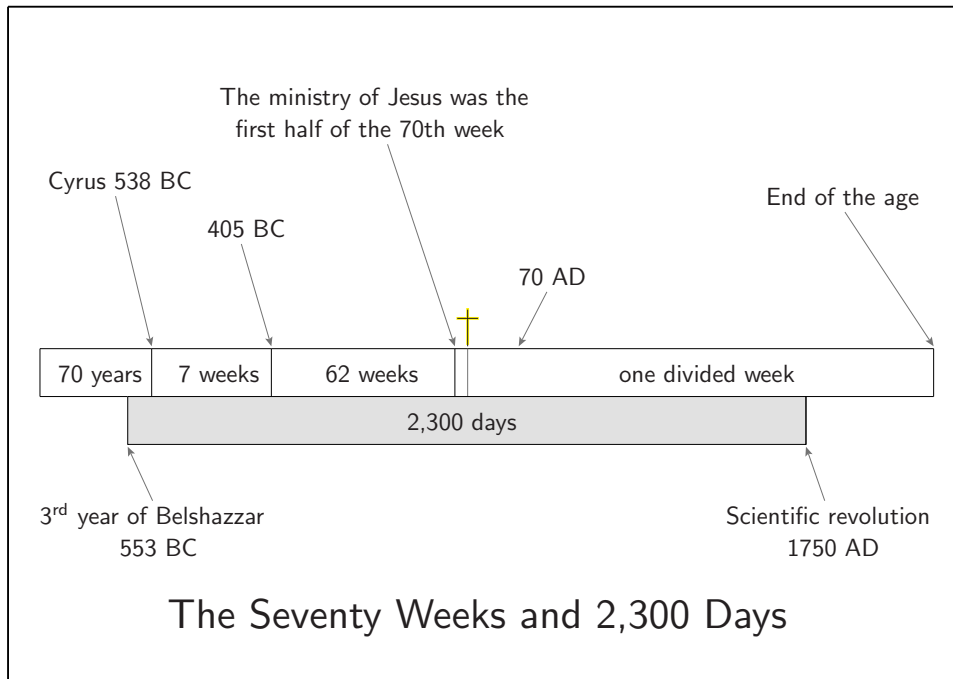 The ministry of Jesus was the
first half of the 70th week
Cyrus 538 BC
End of the age
405 BC
70 AD
70 years
7 weeks
62 weeks
one divided week
2,300 days
3rd year of Belshazzar
553 BC
Scientific revolution
1750 AD
The Seventy Weeks and 2,300 Days